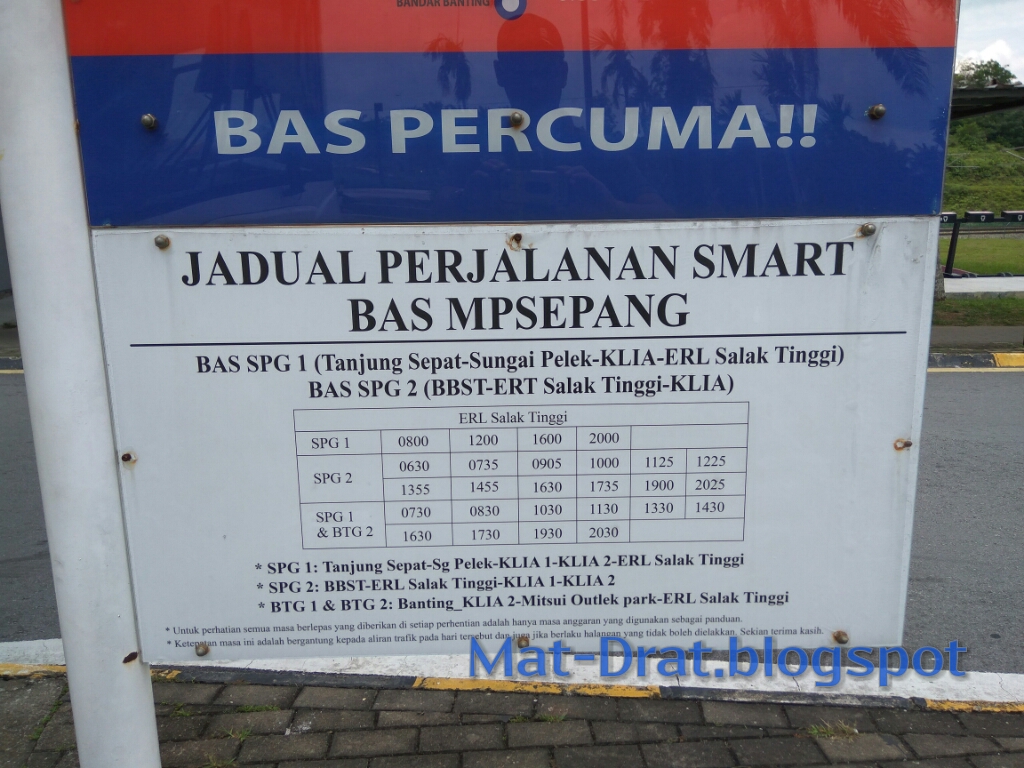 BANDAR BANTING
BAS PERCUMA!!
JADUAL PERJALANAN SMART
BAS MPSEPANG
BAS SPG 1 (Tanjung Sepat-Sungai Pelek-KLIA-ERL Salak Tinggi)
BAS SPG 2 (BBST-ERT Salak Tinggi-KLIA)
ERL Salak Tinggi
SPG 1 0800 1200 1600 2000
SPG 2 0630 0735 0905 1000 1125 1225
1355 1455 1630 1735 1900 2025
SPG 1 & BTG 2 0730 0830 1030 1130 1330 1430
1630 1730 1930 2030
* SPG 1: Tanjung Sepat-Sg Pelek-KLIA 1-KLIA 2-ERL Salak Tinggi
* SPG 2: BBST-ERL Salak Tinggi-KLIA 1-KLIA 2
* BTG 1 & BTG 2: Banting_KLIA 2-Mitsui Outlek park-ERL Salak Tinggi
* Untuk perhatian semua masa berlepas yang diberikan di setiap perhentian adalah hanya masa anggaran yang digunakan sebagai panduan.
* Ketepatan masa ini adalah bergantung kepada aliran trafik pada hari tersebut dan juga jika berlaku halangan yang tidak boleh dielakkan. Sekian terima kasih.
Mat-Drat.blogspot